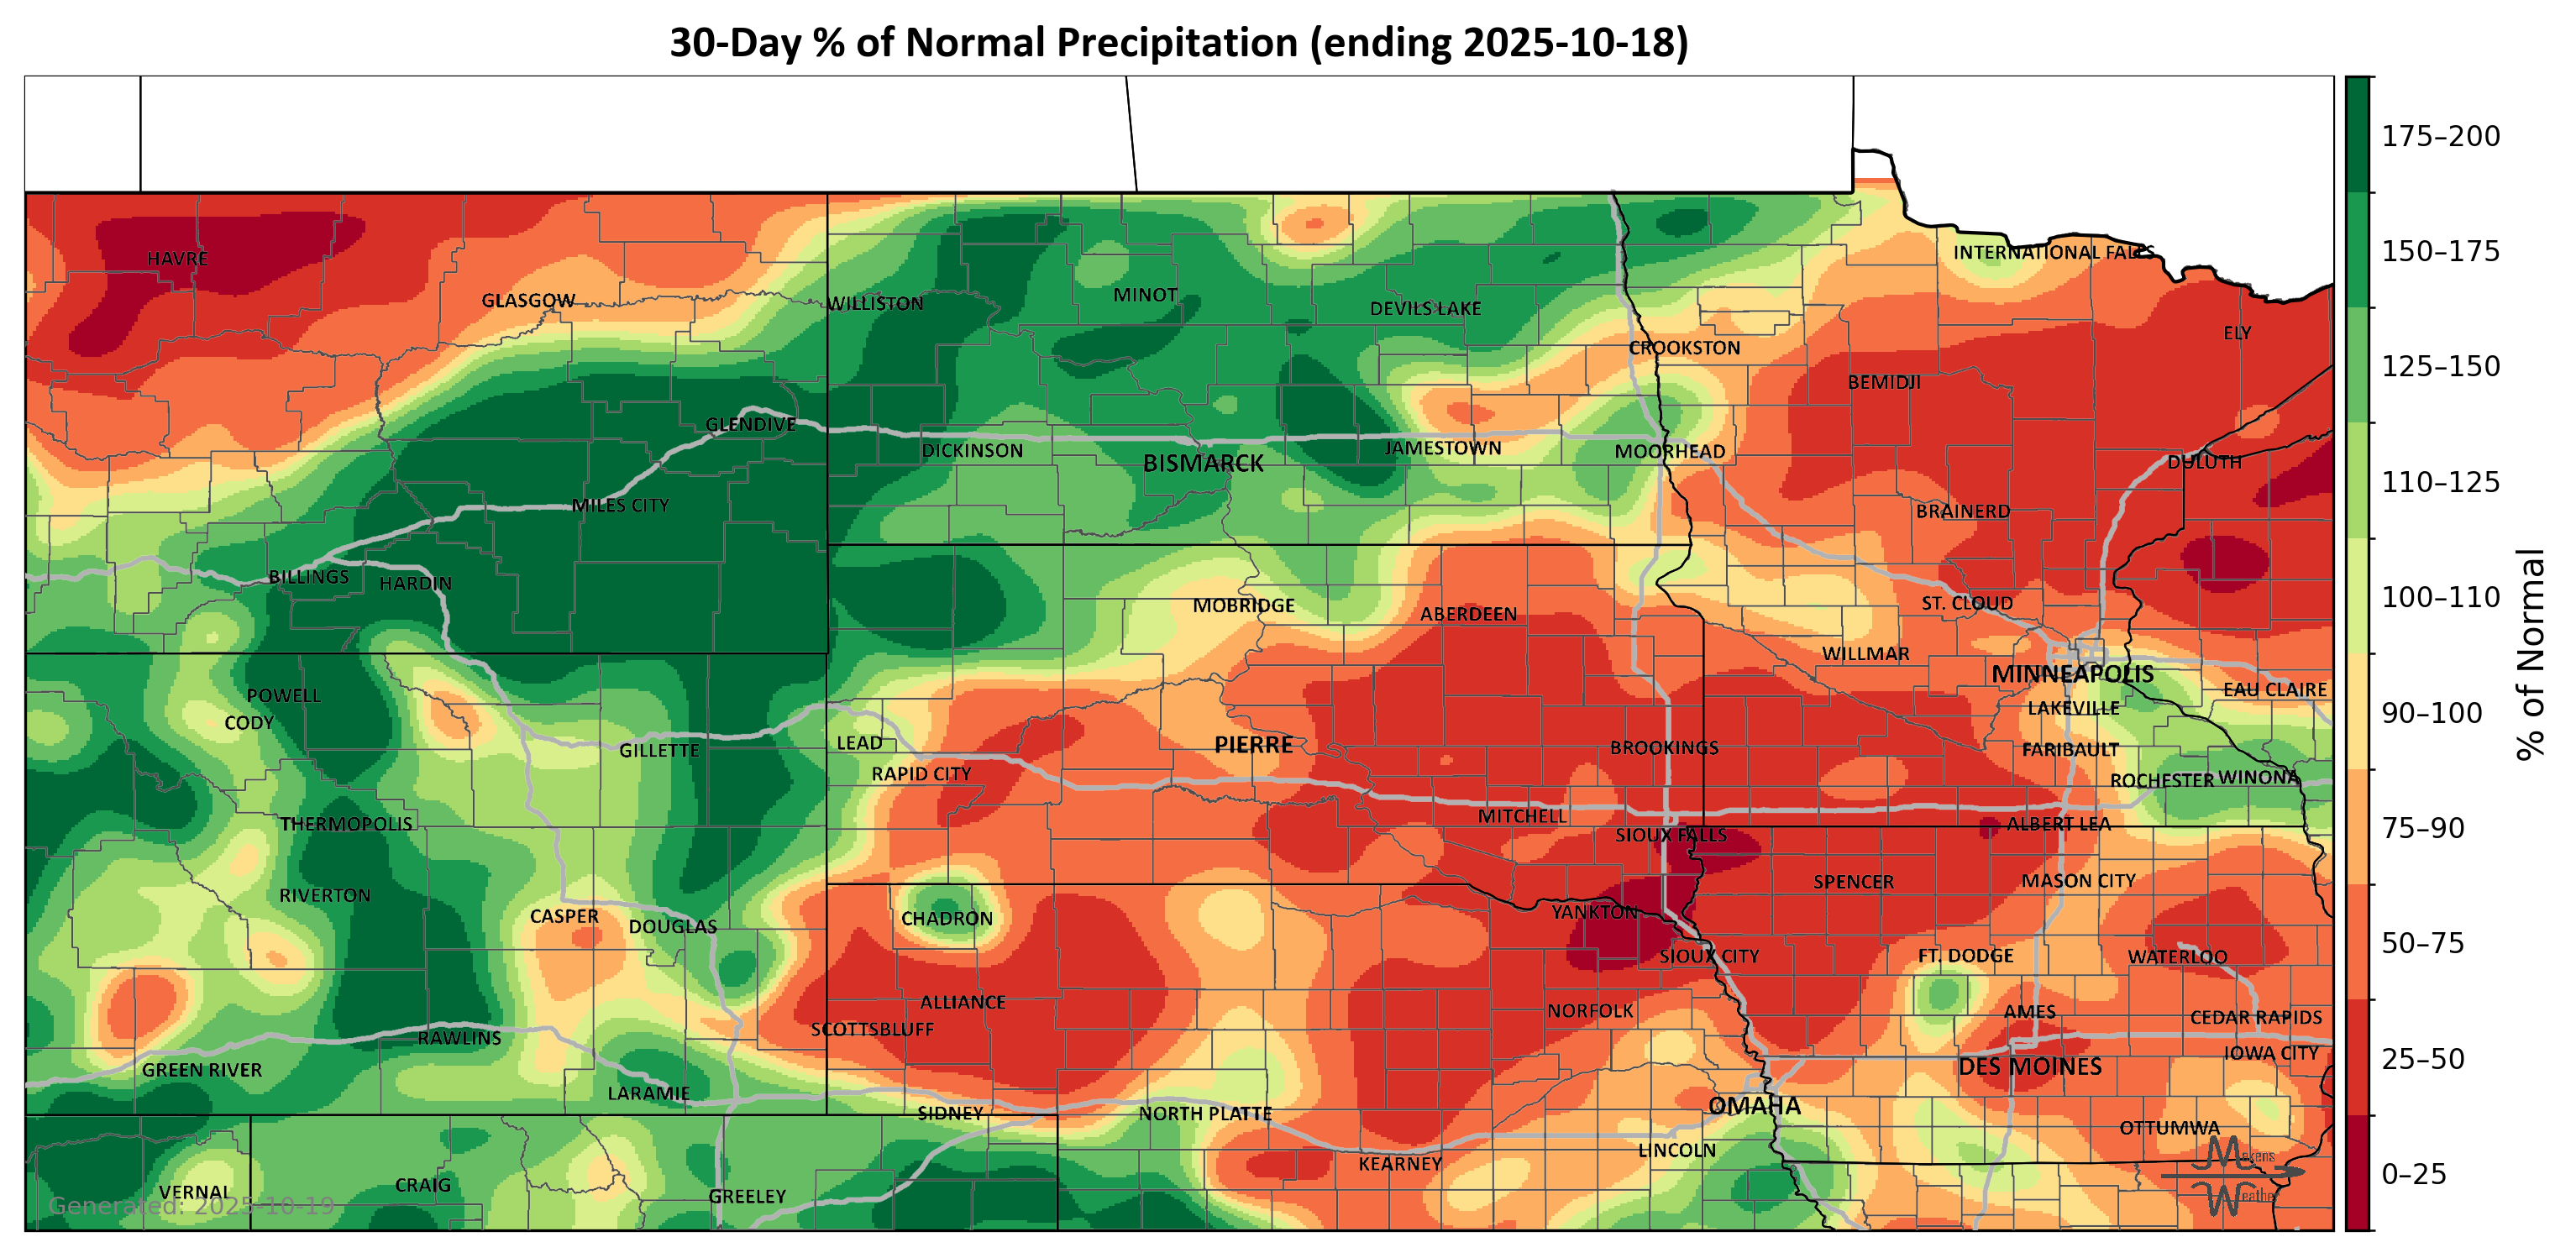 30-Day % of Normal Precipitation (ending 2025-10-18)
175–200
150–175
125–150
110–125
100–110
90–100
75–90
50–75
25–50
0–25
% of Normal
HAVRE
GLASGOW
WILLISTON
MINOT
DEVILS LAKE
CROOKSTON
INTERNATIONAL FALLS
ELY
BEMIDJI
GLENDIVE
DICKINSON
BISMARCK
JAMESTOWN
MOORHEAD
DULUTH
MILES CITY
BRAINERD
BILLINGS
HARDIN
MOBRIDGE
ABERDEEN
ST. CLOUD
WILLMAR
MINNEAPOLIS
EAU CLAIRE
POWELL
CODY
LAKEVILLE
GILLETTE
LEAD
PIERRE
BROOKINGS
FARIBAULT
RAPID CITY
ROCHESTER
WINONA
THERMOPOLIS
MITCHELL
SIOUX FALLS
ALBERT LEA
RIVERTON
SPENCER
MASON CITY
CASPER
DOUGLAS
CHADRON
YANKTON
SIOUX CITY
FT. DODGE
WATERLOO
ALLIANCE
NORFOLK
AMES
SCOTTSBLUFF
CEDAR RAPIDS
RAWLINS
IOWA CITY
GREEN RIVER
DES MOINES
LARAMIE
SIDNEY
NORTH PLATTE
OMAHA
OTTUMWA
LINCOLN
KEARNEY
VERNAL
CRAIG
GREELEY
Generated: 2025-10-19
Makens
Weather